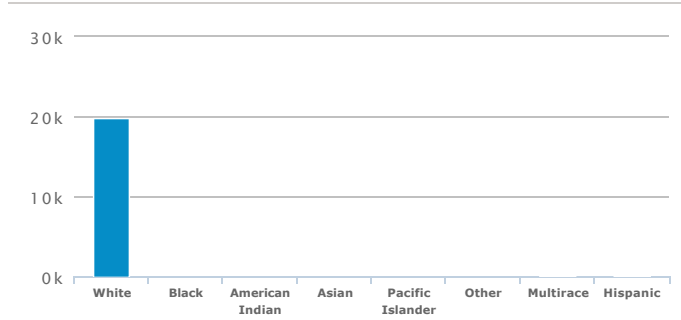 30k
20k
10k
0k
White Black American Indian Asian Pacific Islander Other Multirace Hispanic